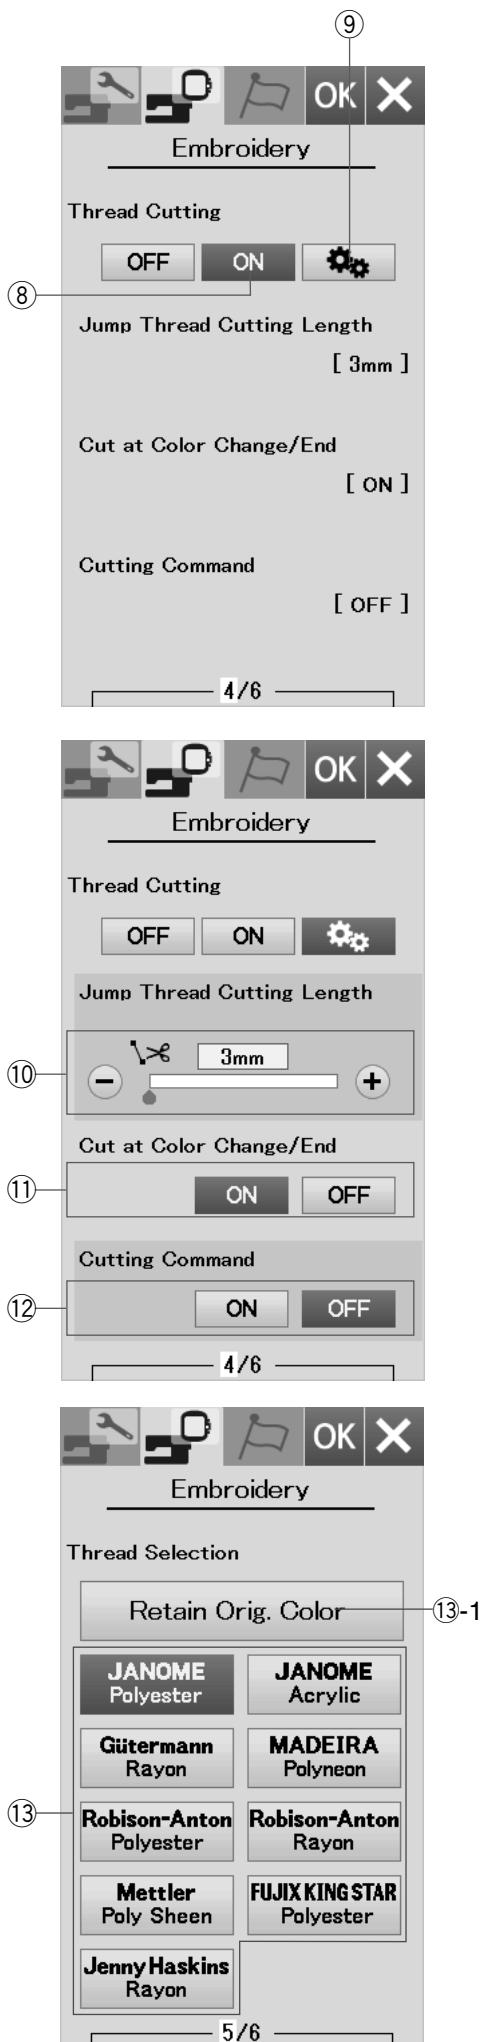 ⑨
OK
Embroidery
Thread Cutting
OFF ON
⑧
Jump Thread Cutting Length
[ 3mm ]
Cut at Color Change/End
[ ON ]
Cutting Command
[ OFF ]
4/6
OK
Embroidery
Thread Cutting
OFF ON
Jump Thread Cutting Length
3mm
⑩ − +
Cut at Color Change/End
⑪ ON OFF
Cutting Command
⑫ ON OFF
4/6
OK
Embroidery
Thread Selection
Retain Orig. Color ⑬-1
JANOME JANOME
Polyester Acrylic
Gütermann MADEIRA
Rayon Polyneon
⑬ Robison-Anton Robison-Anton
Polyester Rayon
Mettler FUJIX KING STAR
Poly Sheen Polyester
Jenny Haskins
Rayon
5/6